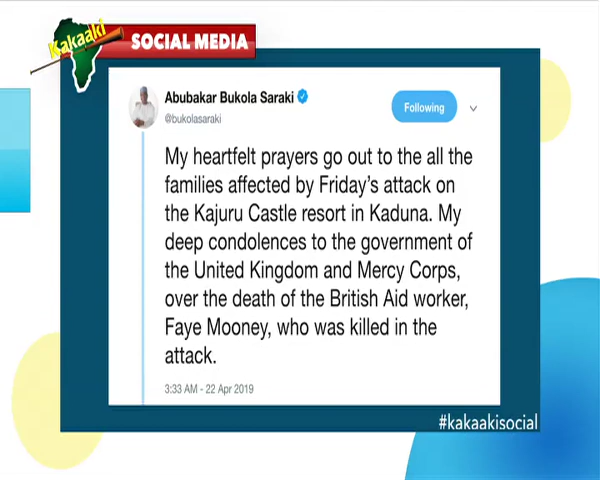 Kakaaki
SOCIAL MEDIA
Abubakar Bukola Saraki
@bukolasaraki
Following
My heartfelt prayers go out to the all the
families affected by Friday's attack on
the Kajuru Castle resort in Kaduna. My
deep condolences to the government of
the United Kingdom and Mercy Corps,
over the death of the British Aid worker,
Faye Mooney, who was killed in the
attack.
3:33 AM - 22 Apr 2019
#kakaakisocial